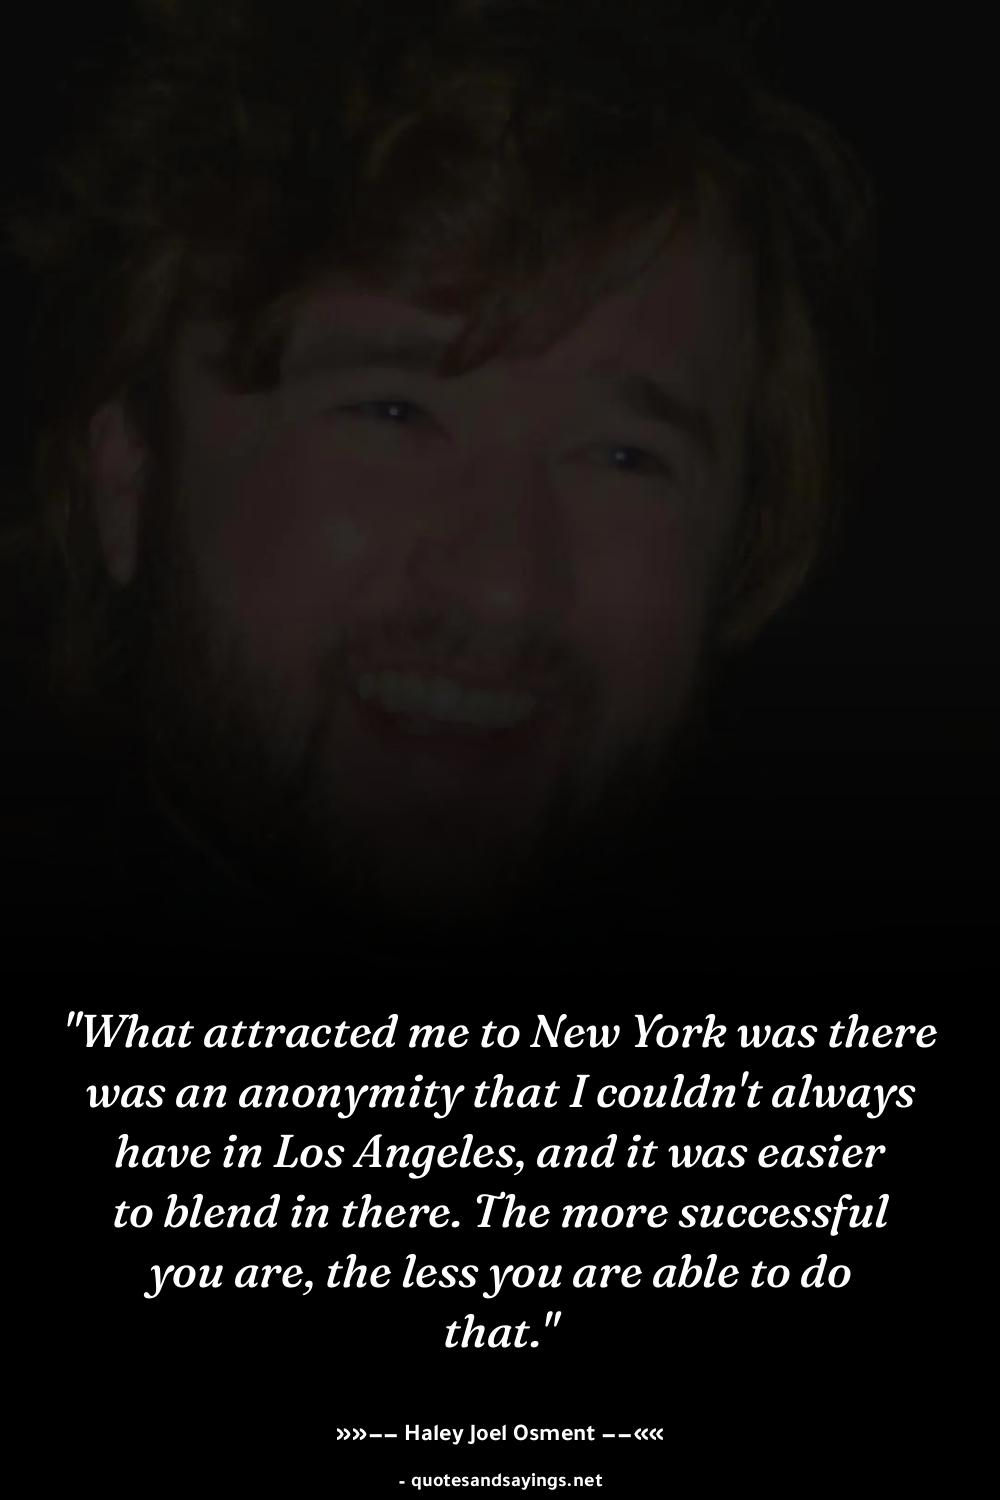 "What attracted me to New York was there
was an anonymity that I couldn't always
have in Los Angeles, and it was easier
to blend in there. The more successful
you are, the less you are able to do
that."
»»–– Haley Joel Osment ––««
- quotesandsayings.net